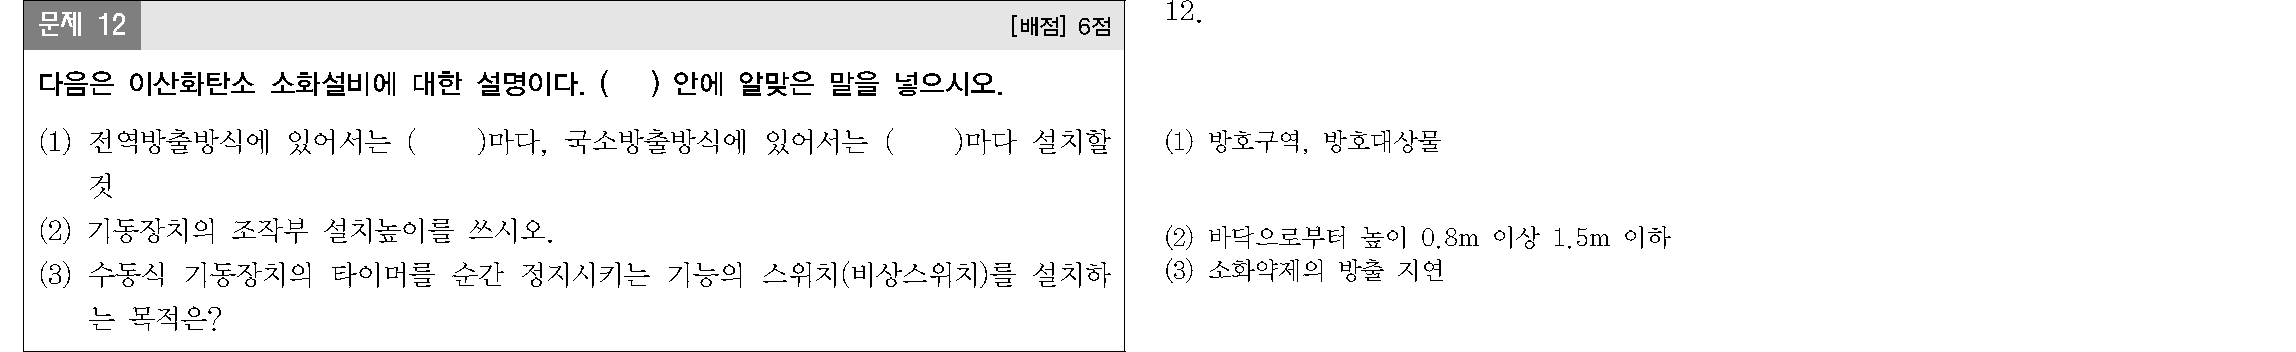 문제 12
[배점] 6점
다음은 이산화탄소 소화설비에 대한 설명이다. (    ) 안에 알맞은 말을 넣으시오.
(1) 전역방출방식에 있어서는 (    )마다, 국소방출방식에 있어서는 (    )마다 설치할
것
(2) 기동장치의 조작부 설치높이를 쓰시오.
(3) 수동식 기동장치의 타이머를 순간 정지시키는 기능의 스위치(비상스위치)를 설치하
는 목적은?
12.
(1) 방호구역, 방호대상물
(2) 바닥으로부터 높이 0.8m 이상 1.5m 이하
(3) 소화약제의 방출 지연